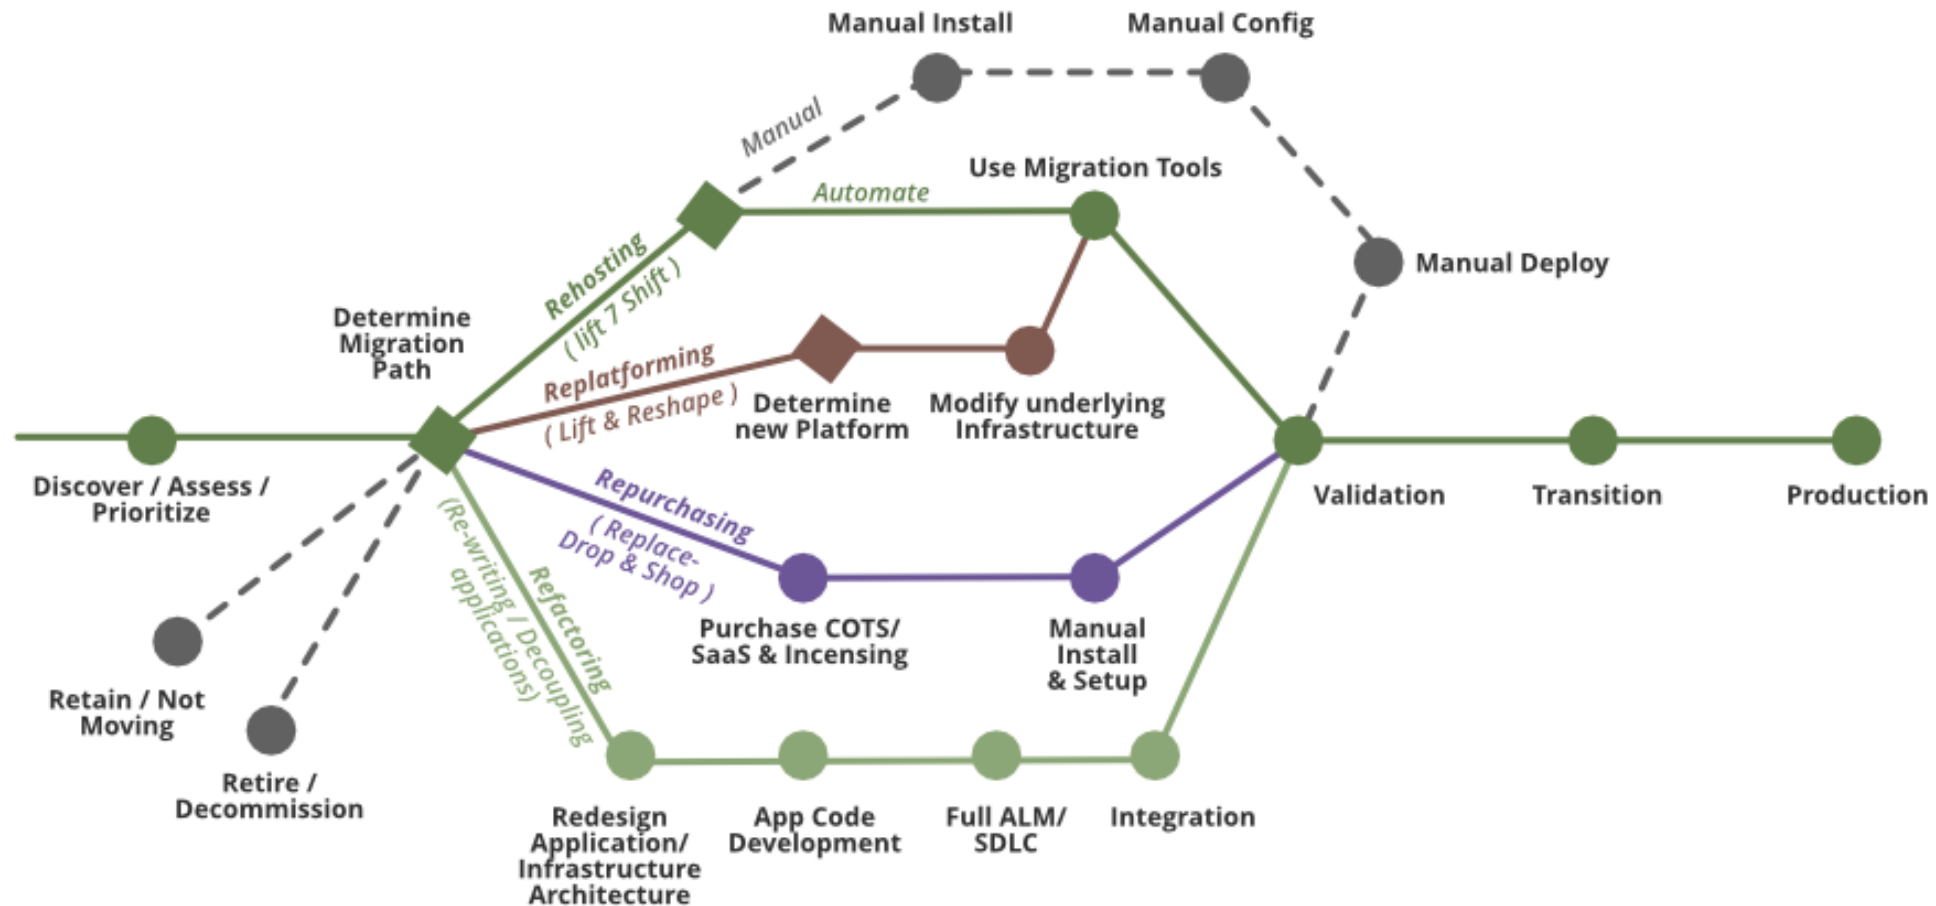 Manual Install
Manual Config
Manual
Use Migration Tools
Automate
Manual Deploy
Rehosting
( lift 7 Shift )
Determine
Migration
Path
Replatforming
( Lift & Reshape )
Determine
new Platform
Modify underlying
Infrastructure
Discover / Assess /
Prioritize
Validation
Transition
Production
Repurchasing
( Replace-
Drop & Shop )
Refactoring
(Re-writing / Decoupling
applications)
Purchase COTS/
SaaS & Incensing
Manual
Install
& Setup
Retain / Not
Moving
Retire /
Decommission
Redesign
Application/
Infrastructure
Architecture
App Code
Development
Full ALM/
SDLC
Integration